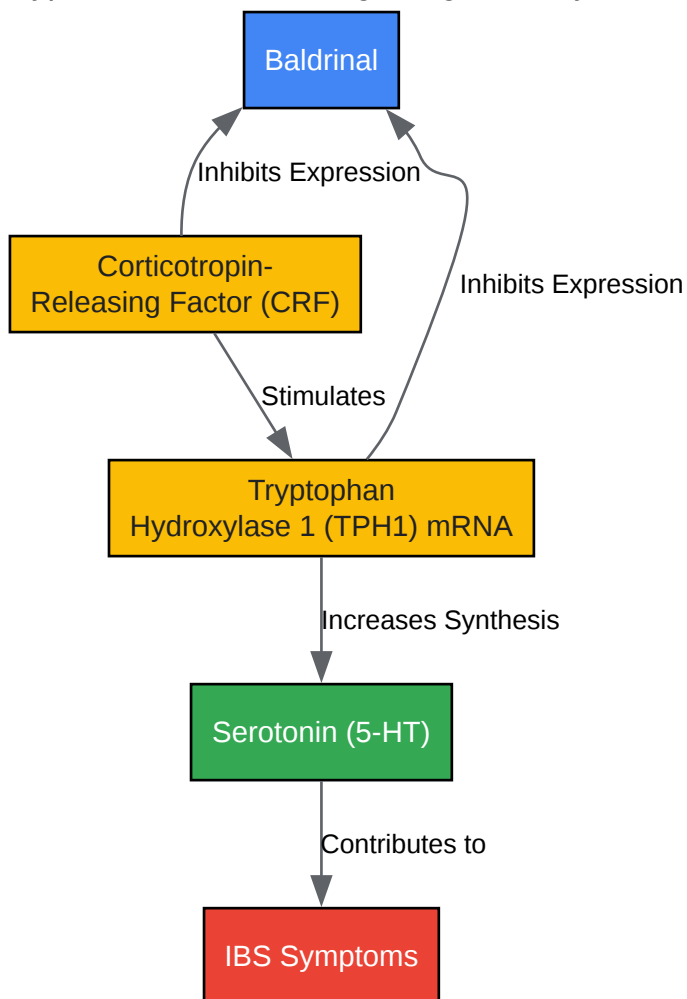 Baldrinal
Inhibits Expression
Corticotropin-
Releasing Factor (CRF)
Inhibits Expression
Stimulates
Tryptophan
Hydroxylase 1 (TPH1) mRNA
Increases Synthesis
Serotonin (5-HT)
Contributes to
IBS Symptoms